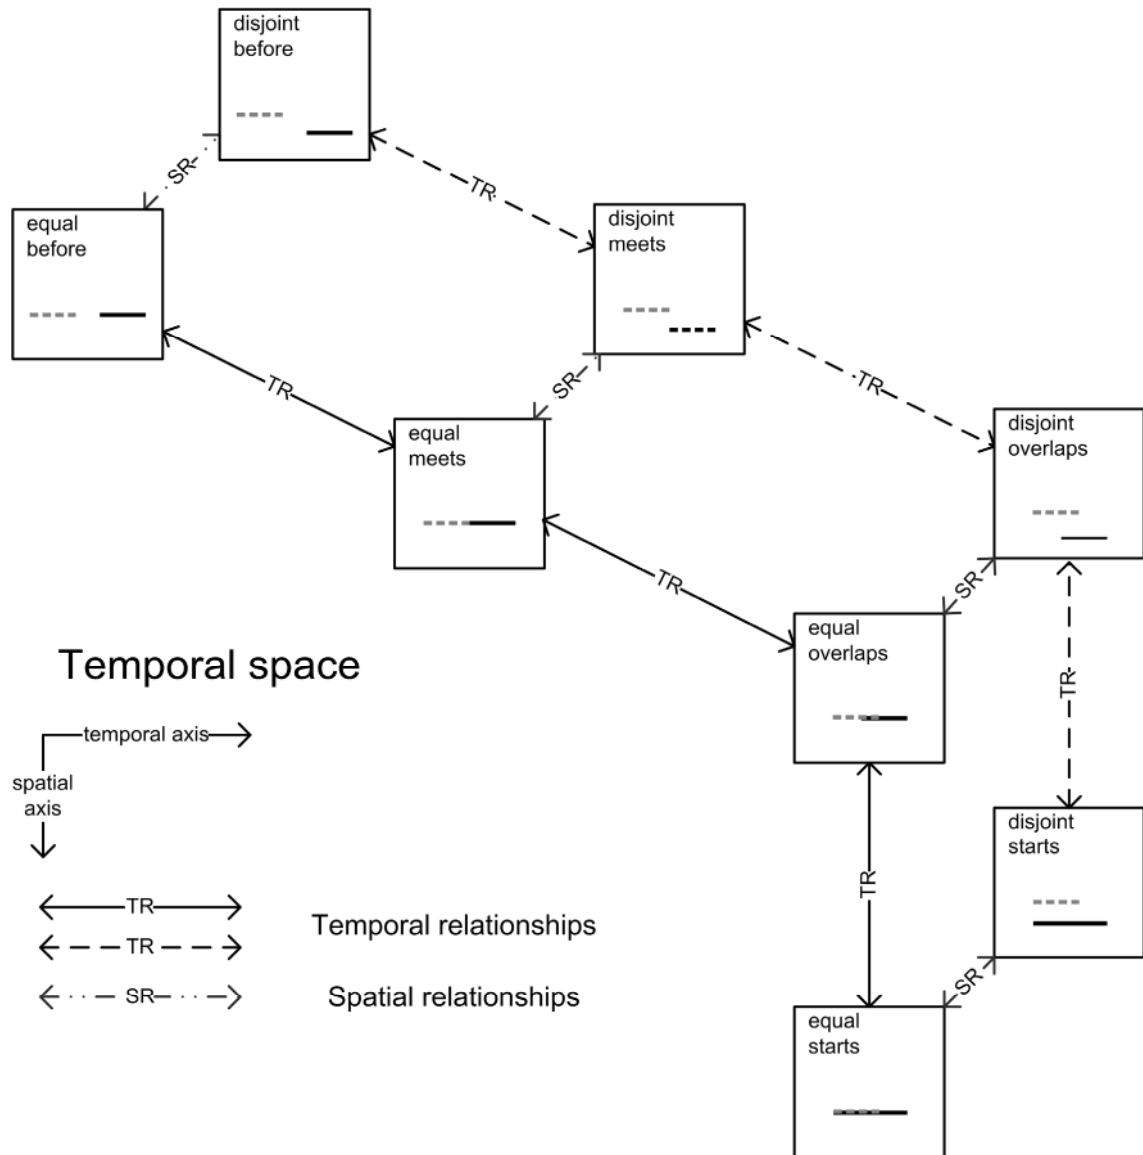 disjoint
before
SR
TR
equal
before
disjoint
meets
TR
SR
TR
equal
meets
disjoint
overlaps
TR
SR
equal
overlaps
Temporal space
TR
temporal axis
spatial
axis
disjoint
starts
TR
TR
Temporal relationships
TR
SR
SR
Spatial relationships
equal
starts